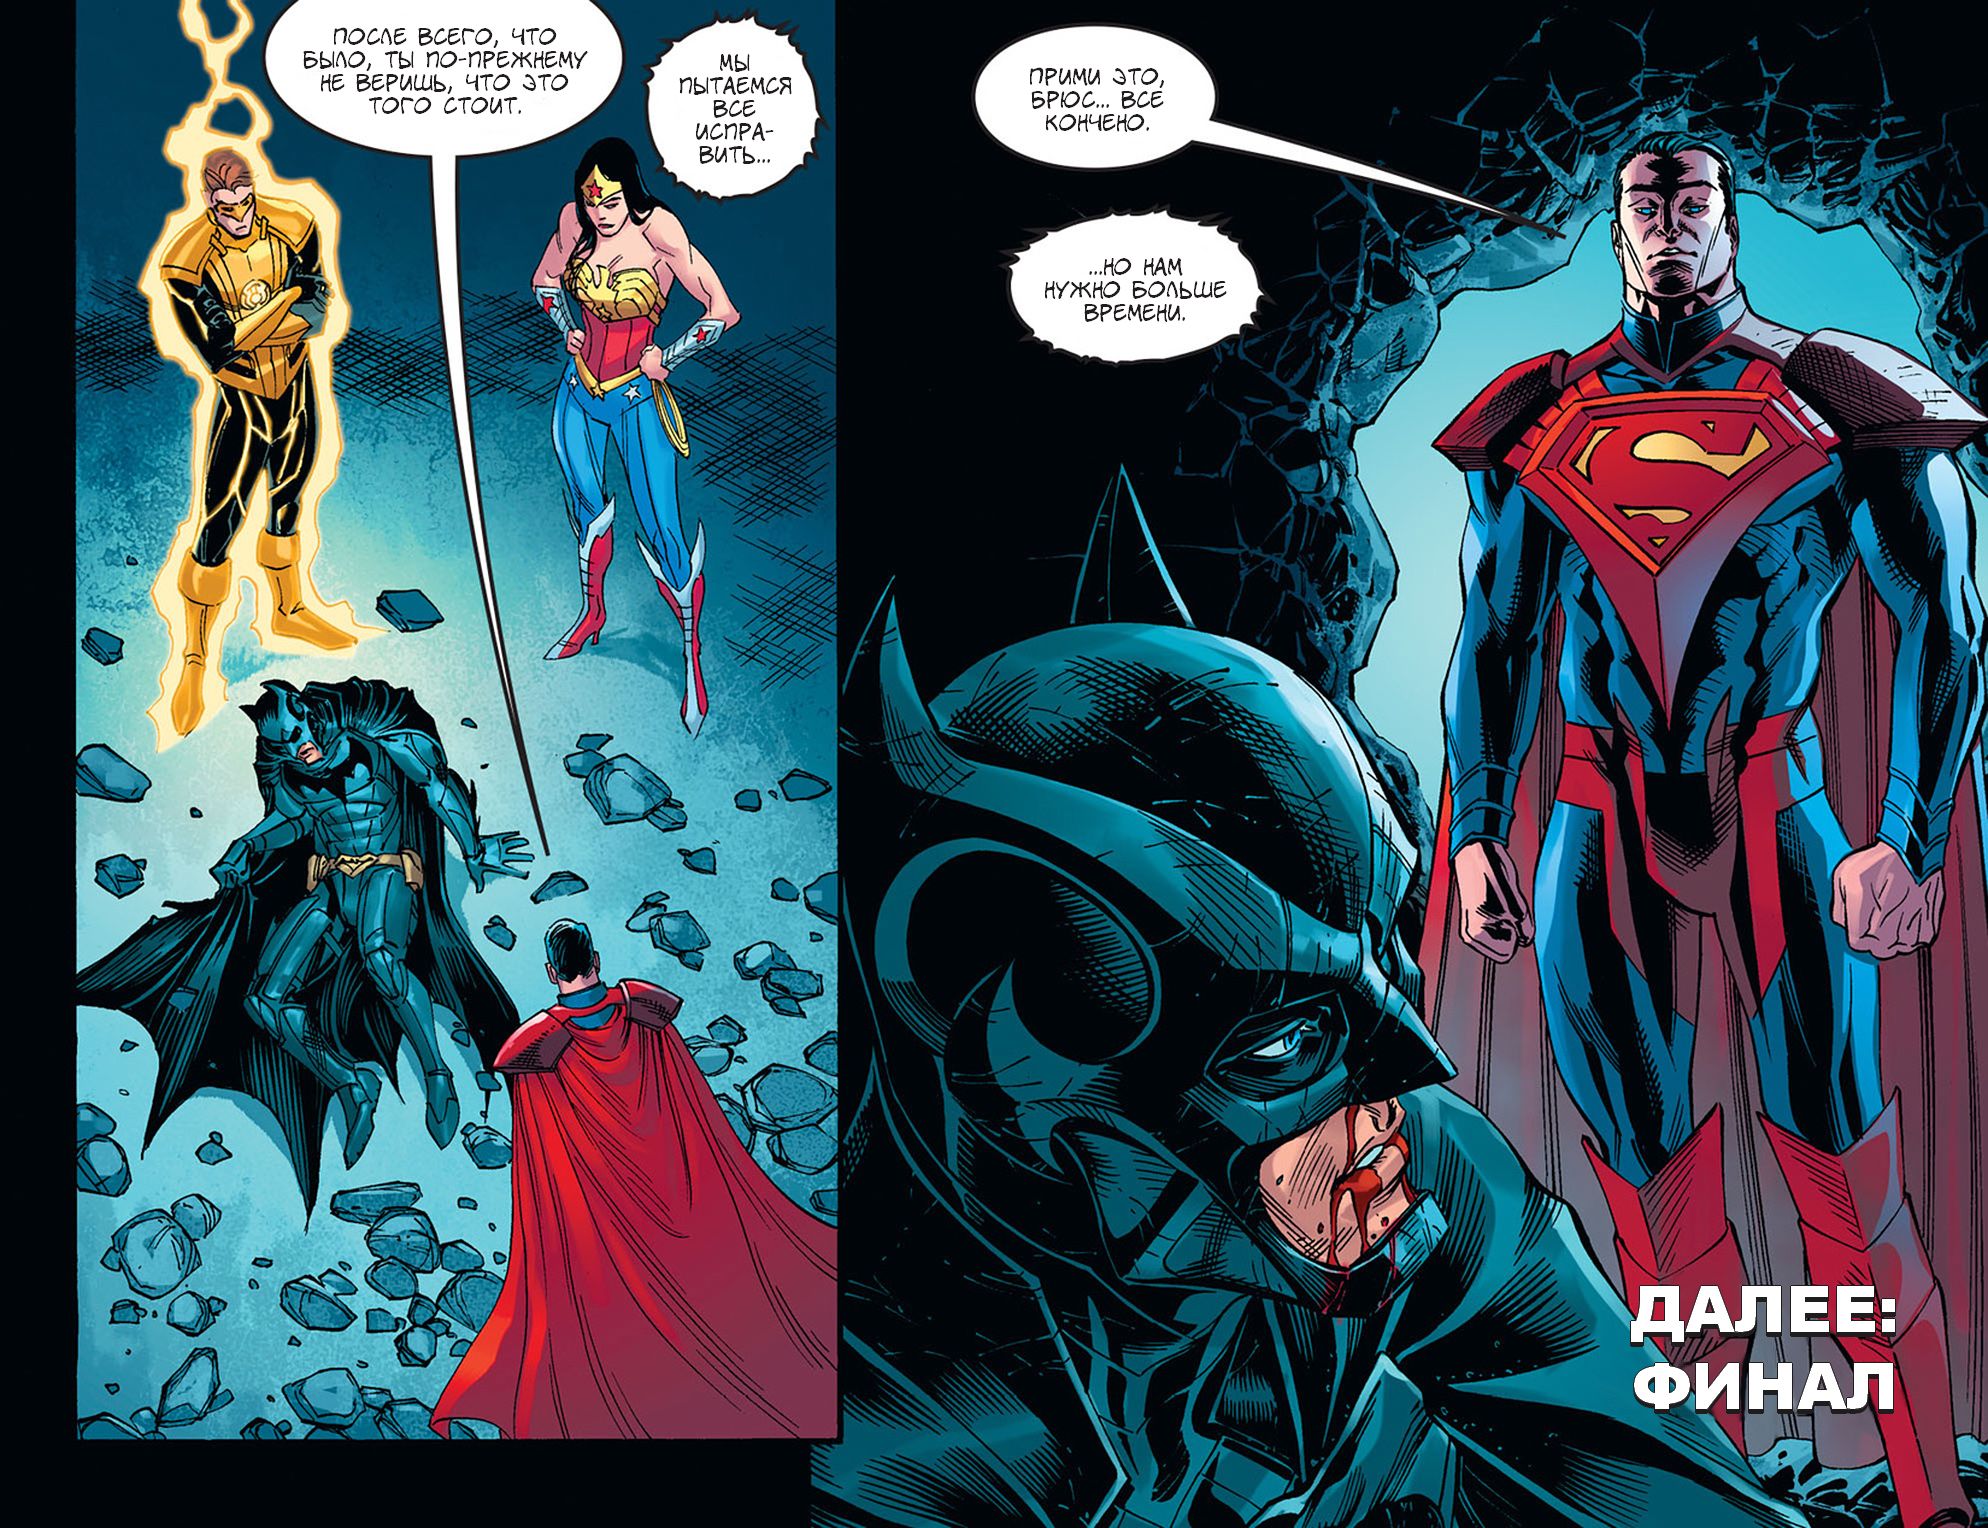 ПОСЛЕ ВСЕГО, ЧТО
БЫЛО, ТЫ ПО-ПРЕЖНЕМУ
НЕ ВЕРИШЬ, ЧТО ЭТО
ТОГО СТОИТ.
МЫ
ПЫТАЕМСЯ
ВСЕ
ИСПРА-
ВИТЬ...
ПРИМИ ЭТО,
БРЮС... ВСЕ
КОНЧЕНО.
...НО НАМ
НУЖНО БОЛЬШЕ
ВРЕМЕНИ.
ДАЛЕЕ:
ФИНАЛ